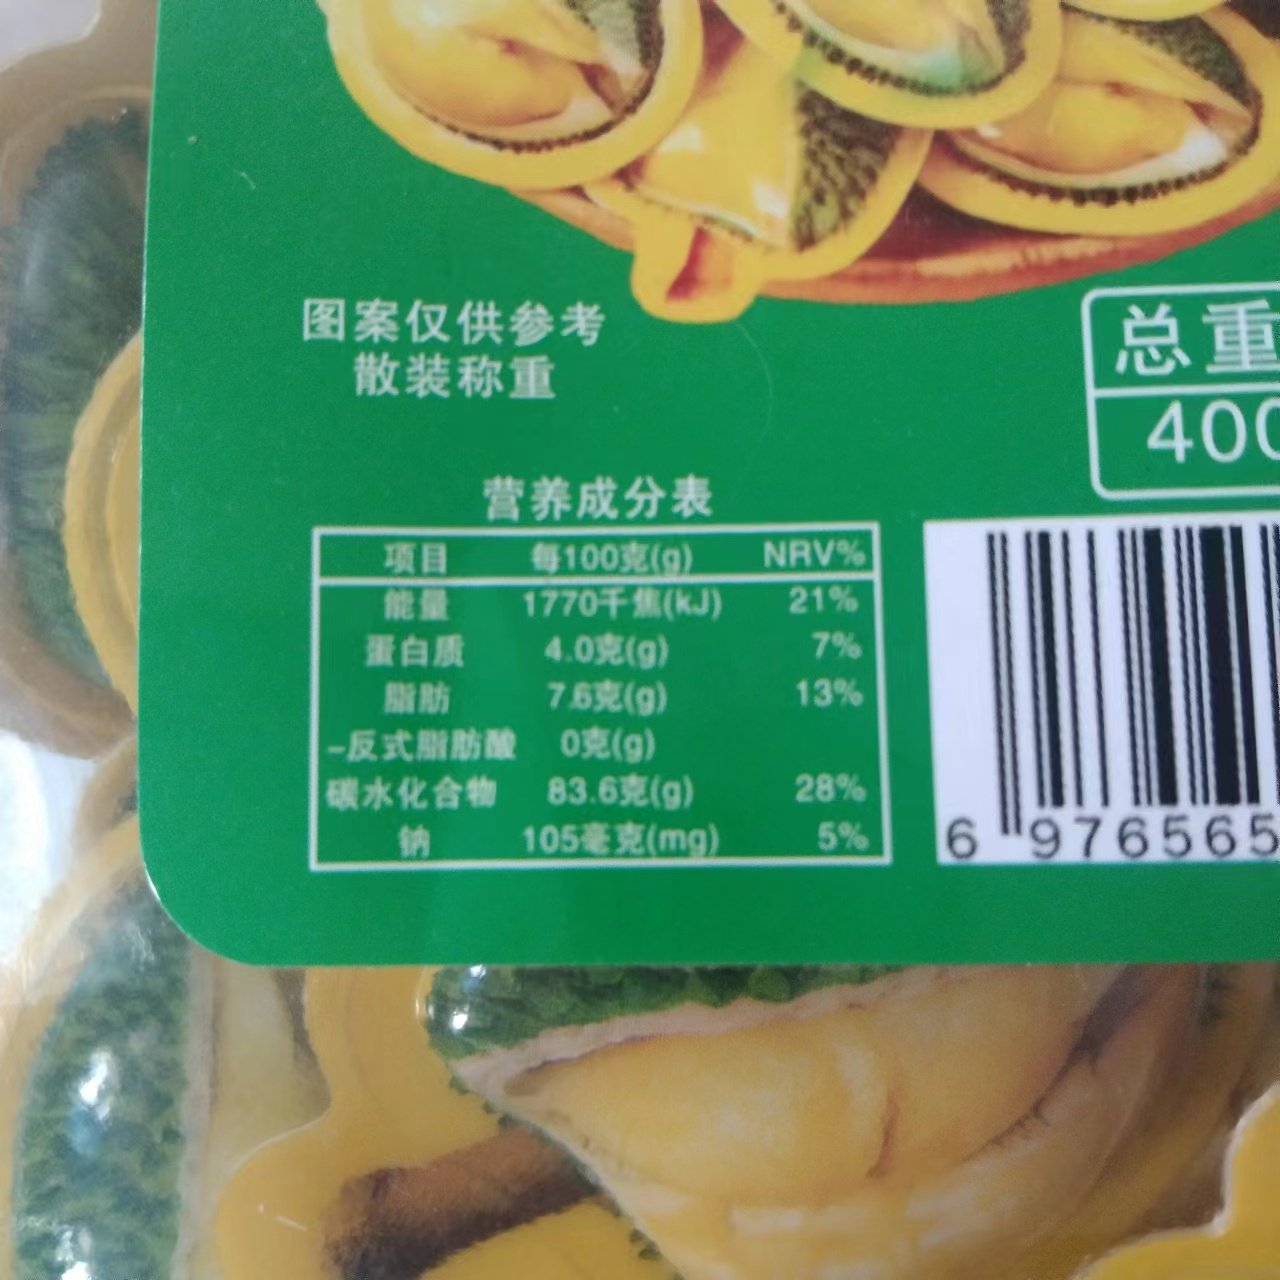 图案仅供参考
散装称重
总重
400
营养成分表
项目 每100克(g) NRV%
能量 1770千焦(kJ) 21%
蛋白质 4.0克(g) 7%
脂肪 7.6克(g) 13%
-反式脂肪酸 0克(g)
碳水化合物 83.6克(g) 28%
钠 105毫克(mg) 5%
6 976565